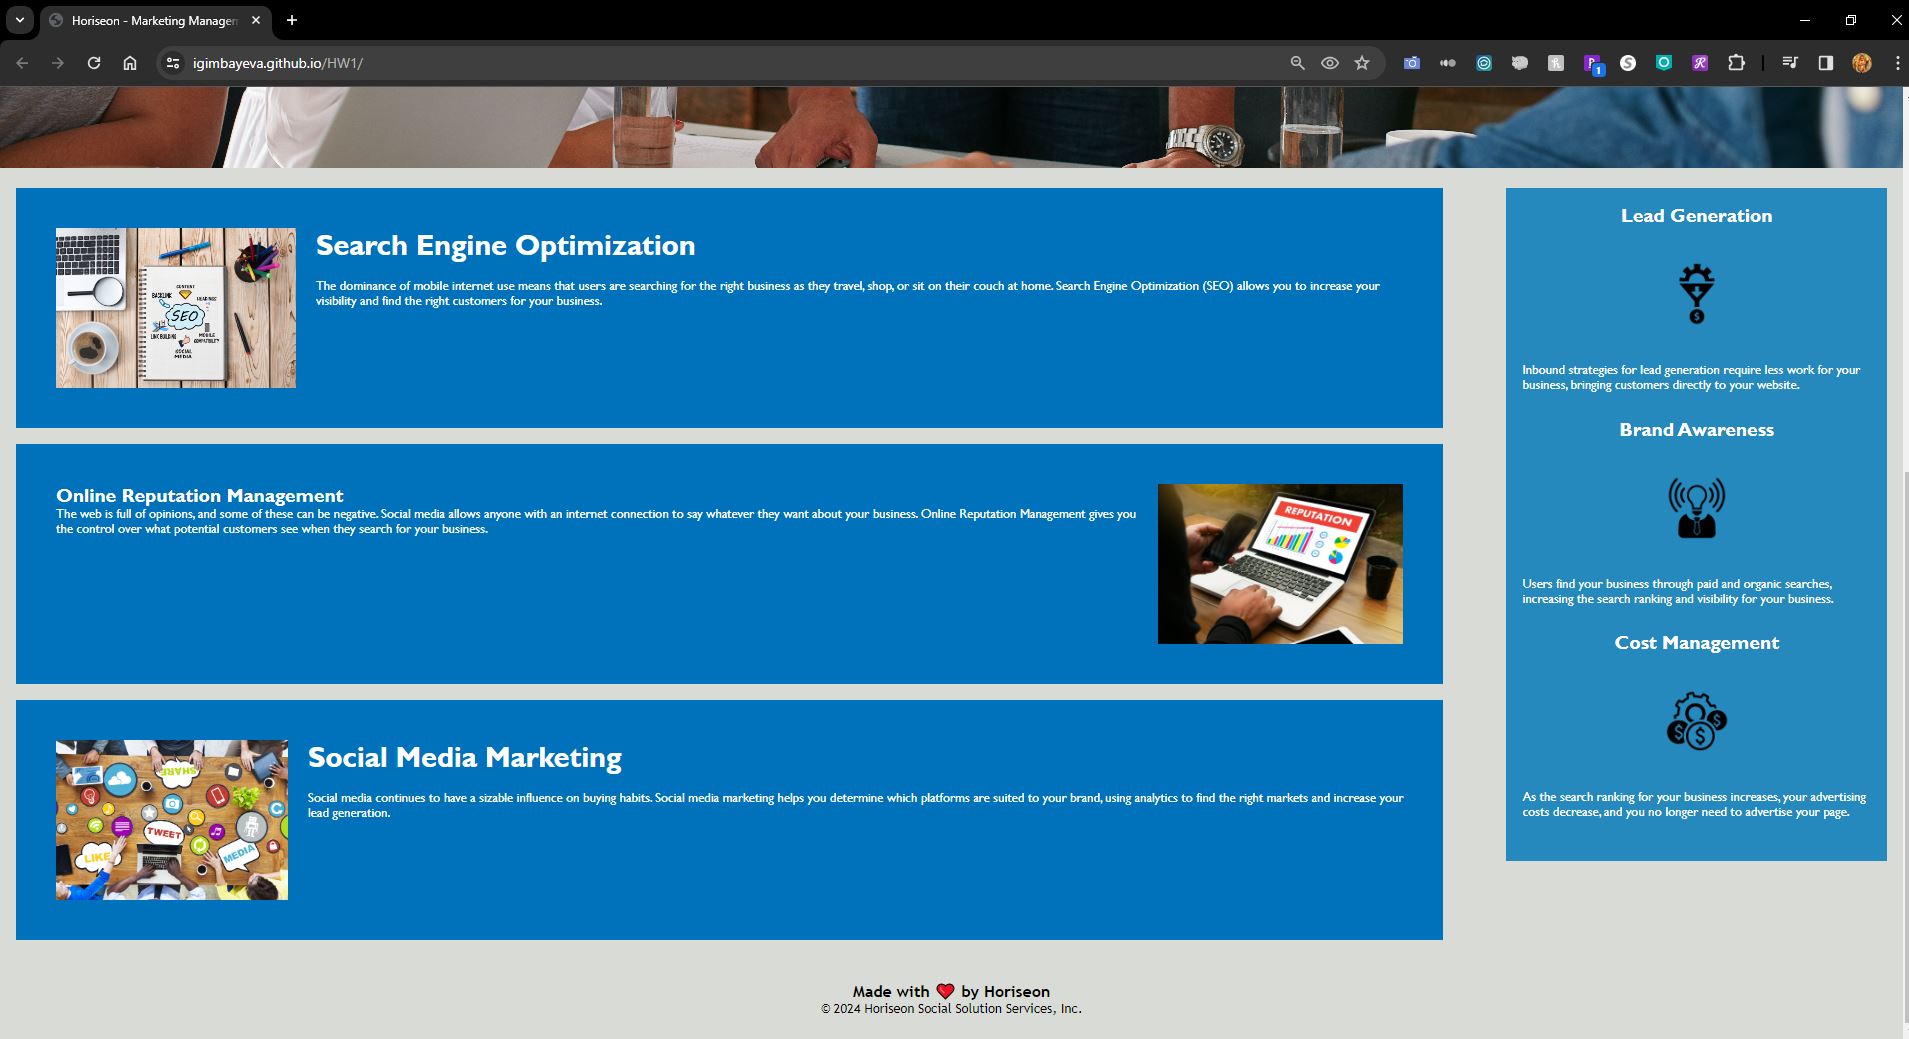 Horiseon - Marketing Managem
igimbayeva.github.io/HW1/
1
Search Engine Optimization
The dominance of mobile internet use means that users are searching for the right business as they travel, shop, or sit on their couch at home. Search Engine Optimization (SEO) allows you to increase your
visibility and find the right customers for your business.
CONTENT
BACKLINK
HEADINGS
SEO
LINK BUILDING
MOBILE
COMPATIBILITY
SOCIAL
MEDIA
Online Reputation Management
The web is full of opinions, and some of these can be negative. Social media allows anyone with an internet connection to say whatever they want about your business. Online Reputation Management gives you
the control over what potential customers see when they search for your business.
REPUTATION
Social Media Marketing
Social media continues to have a sizable influence on buying habits. Social media marketing helps you determine which platforms are suited to your brand, using analytics to find the right markets and increase your
lead generation.
SHARE
TWEET
LIKE
MEDIA
Lead Generation
Inbound strategies for lead generation require less work for your
business, bringing customers directly to your website.
Brand Awareness
Users find your business through paid and organic searches,
increasing the search ranking and visibility for your business.
Cost Management
As the search ranking for your business increases, your advertising
costs decrease, and you no longer need to advertise your page.
Made with ❤️ by Horiseon
© 2024 Horiseon Social Solution Services, Inc.